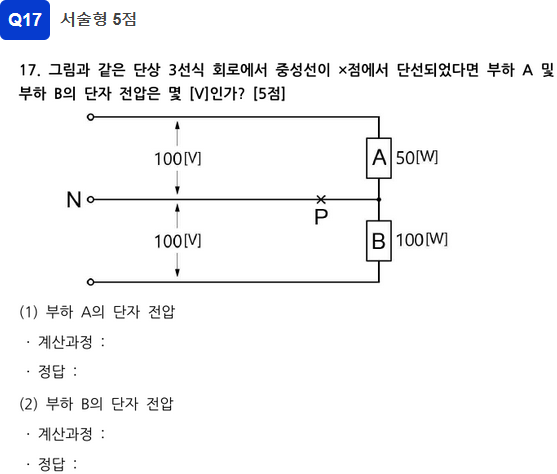 Q17 서술형 5점
17. 그림과 같은 단상 3선식 회로에서 중성선이 ×점에서 단선되었다면 부하 A 및
부하 B의 단자 전압은 몇 [V]인가? [5점]
100[V]
A 50[W]
N
P
100[V]
B 100[W]
(1) 부하 A의 단자 전압
· 계산과정 :
· 정답 :
(2) 부하 B의 단자 전압
· 계산과정 :
· 정답 :